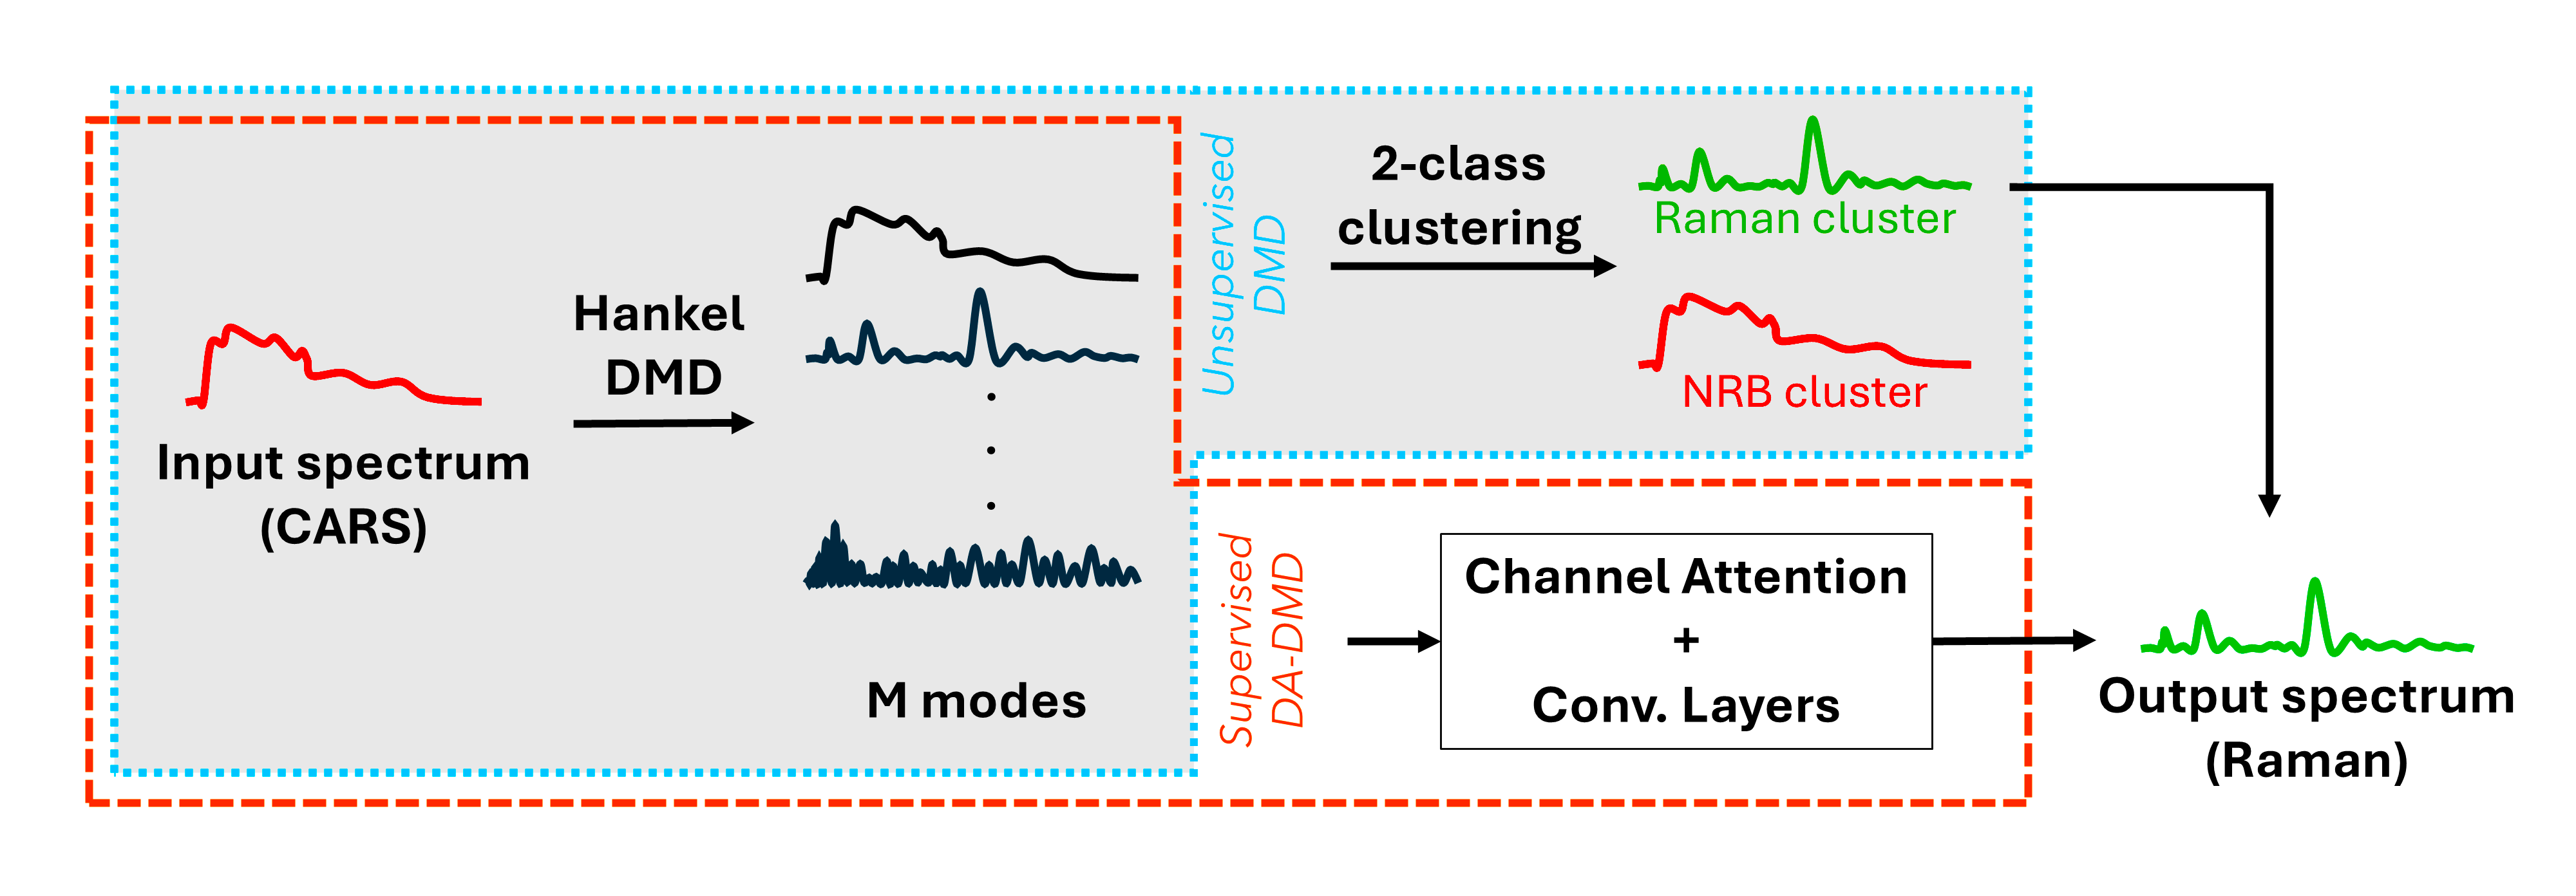 Input spectrum
(CARS)
Hankel
DMD
M modes
Unsupervised
DMD
2-class
clustering
Raman cluster
NRB cluster
Supervised
DA-DMD
Channel Attention
+
Conv. Layers
Output spectrum
(Raman)